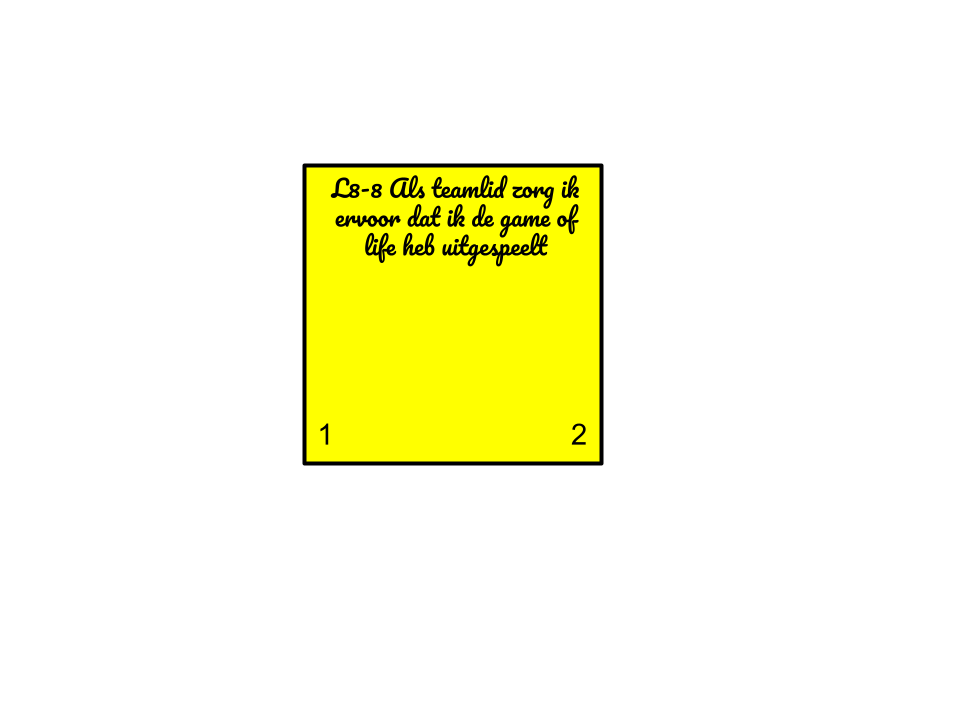 L8-8 Als teamlid zorg ik
ervoor dat ik de game of
life heb uitgespeelt
1 2